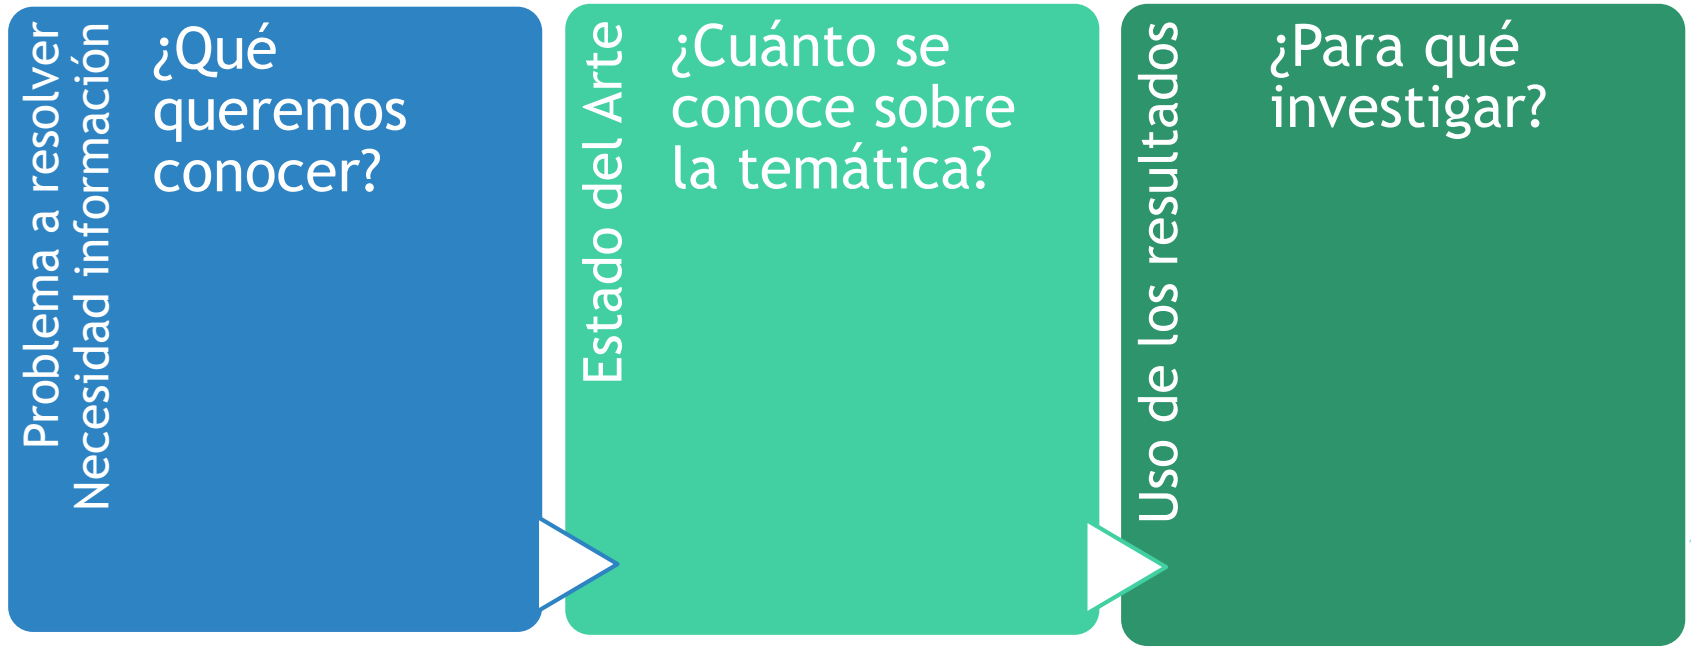 Problema a resolver
Necesidad información
¿Qué
queremos
conocer?
Estado del Arte
¿Cuánto se
conoce sobre
la temática?
Uso de los resultados
¿Para qué
investigar?